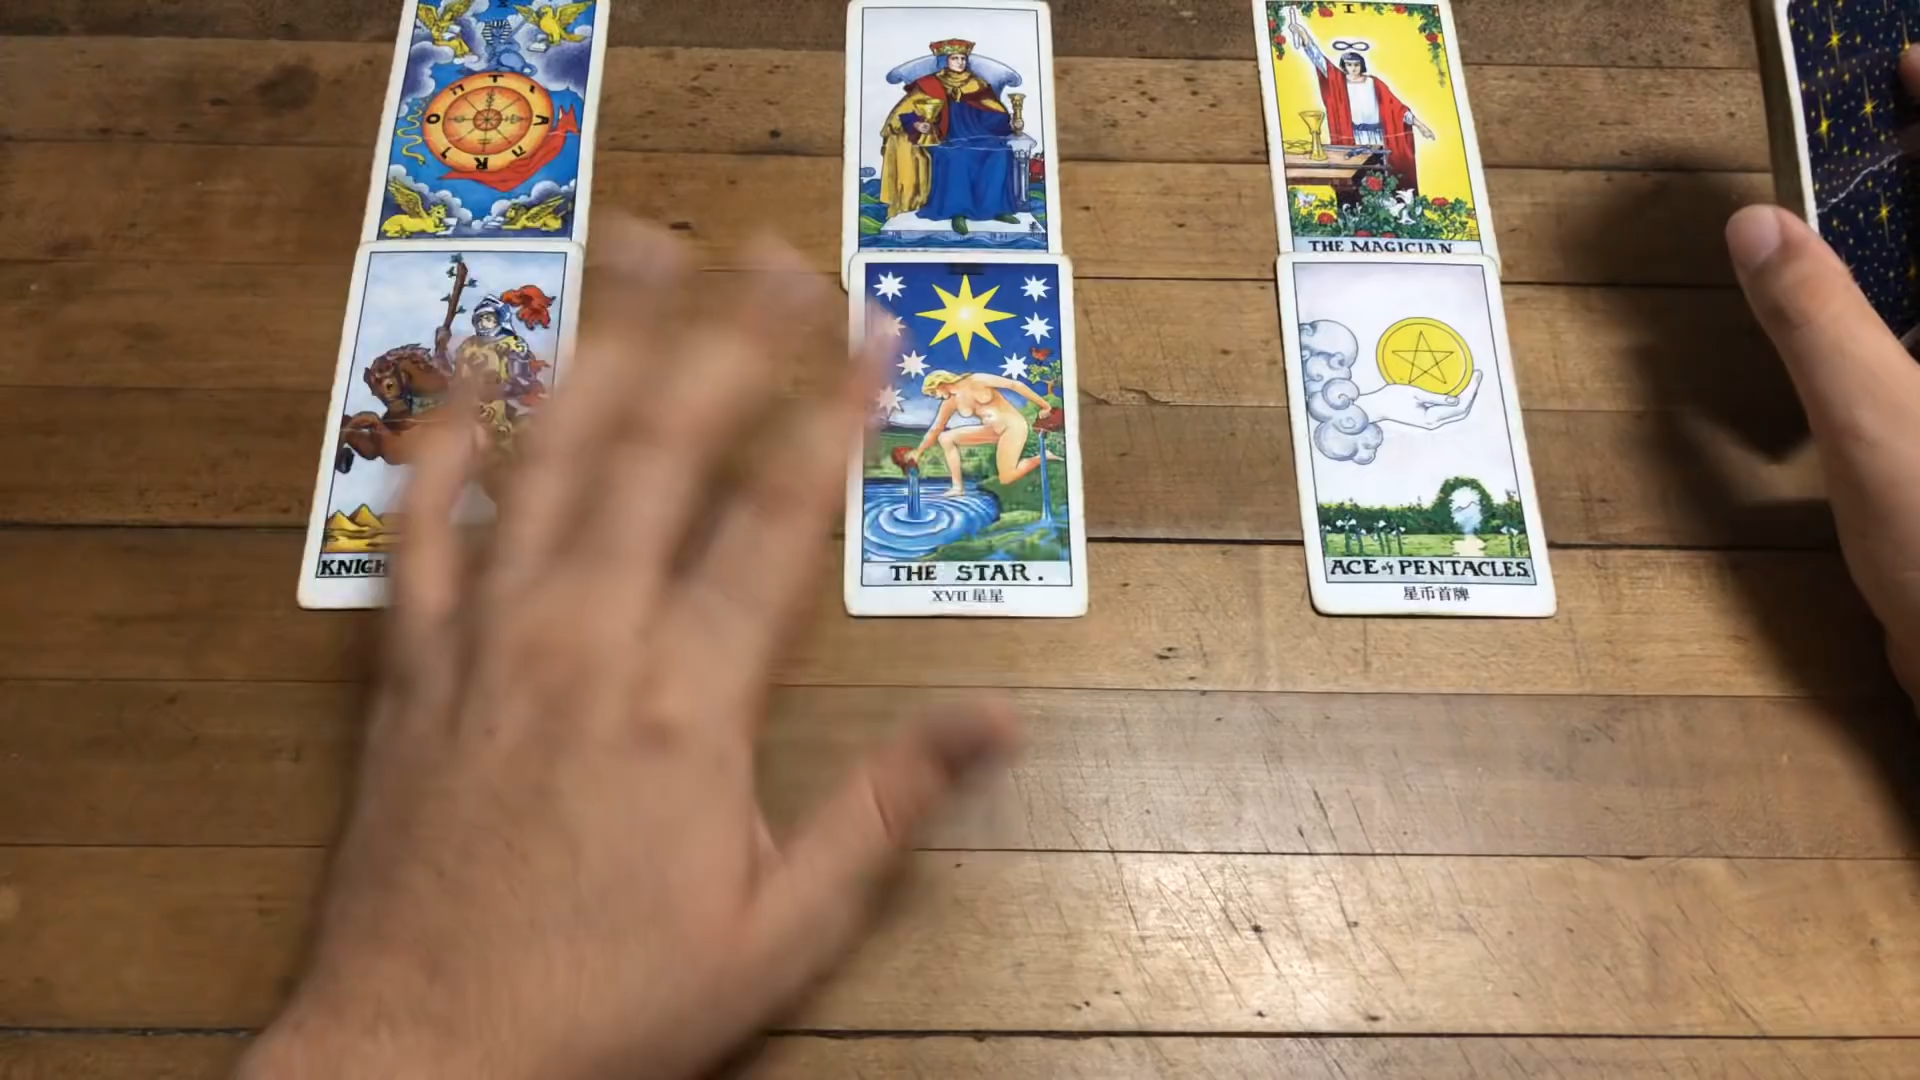 X
T
A
R
O
I
THE MAGICIAN
KNIGH
THE STAR.
XVII 星星
ACE of PENTACLES.
星币首牌